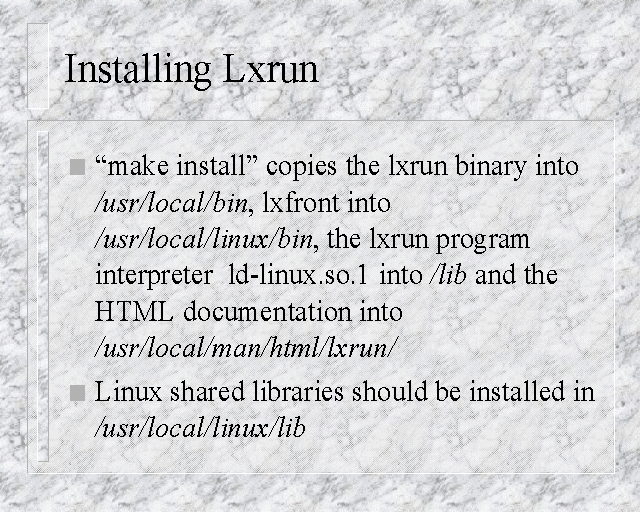 Installing Lxrun
“make install” copies the lxrun binary into
/usr/local/bin, lxfront into
/usr/local/linux/bin, the lxrun program
interpreter ld-linux.so.1 into /lib and the
HTML documentation into
/usr/local/man/html/lxrun/
Linux shared libraries should be installed in
/usr/local/linux/lib